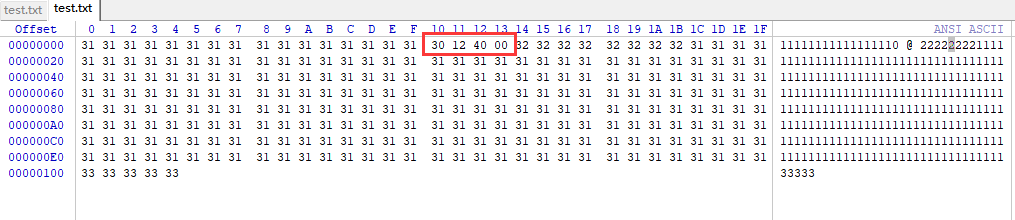 test.txt test.txt
Offset 0 1 2 3 4 5 6 7 8 9 A B C D E F 10 11 12 13 14 15 16 17 18 19 1A 1B 1C 1D 1E 1F ANSI ASCII
00000000 31 31 31 31 31 31 31 31 31 31 31 31 31 31 31 31 30 12 40 00 32 32 32 32 32 32 32 32 31 31 31 31 11111111111111110 @ 222222221111
00000020 31 31 31 31 31 31 31 31 31 31 31 31 31 31 31 31 31 31 31 31 31 31 31 31 31 31 31 31 31 31 31 31 11111111111111111111111111111111
00000040 31 31 31 31 31 31 31 31 31 31 31 31 31 31 31 31 31 31 31 31 31 31 31 31 31 31 31 31 31 31 31 31 11111111111111111111111111111111
00000060 31 31 31 31 31 31 31 31 31 31 31 31 31 31 31 31 31 31 31 31 31 31 31 31 31 31 31 31 31 31 31 31 11111111111111111111111111111111
00000080 31 31 31 31 31 31 31 31 31 31 31 31 31 31 31 31 31 31 31 31 31 31 31 31 31 31 31 31 31 31 31 31 11111111111111111111111111111111
000000A0 31 31 31 31 31 31 31 31 31 31 31 31 31 31 31 31 31 31 31 31 31 31 31 31 31 31 31 31 31 31 31 31 11111111111111111111111111111111
000000C0 31 31 31 31 31 31 31 31 31 31 31 31 31 31 31 31 31 31 31 31 31 31 31 31 31 31 31 31 31 31 31 31 11111111111111111111111111111111
000000E0 31 31 31 31 31 31 31 31 31 31 31 31 31 31 31 31 31 31 31 31 31 31 31 31 31 31 31 31 31 31 31 31 11111111111111111111111111111111
00000100 33 33 33 33 33 33333